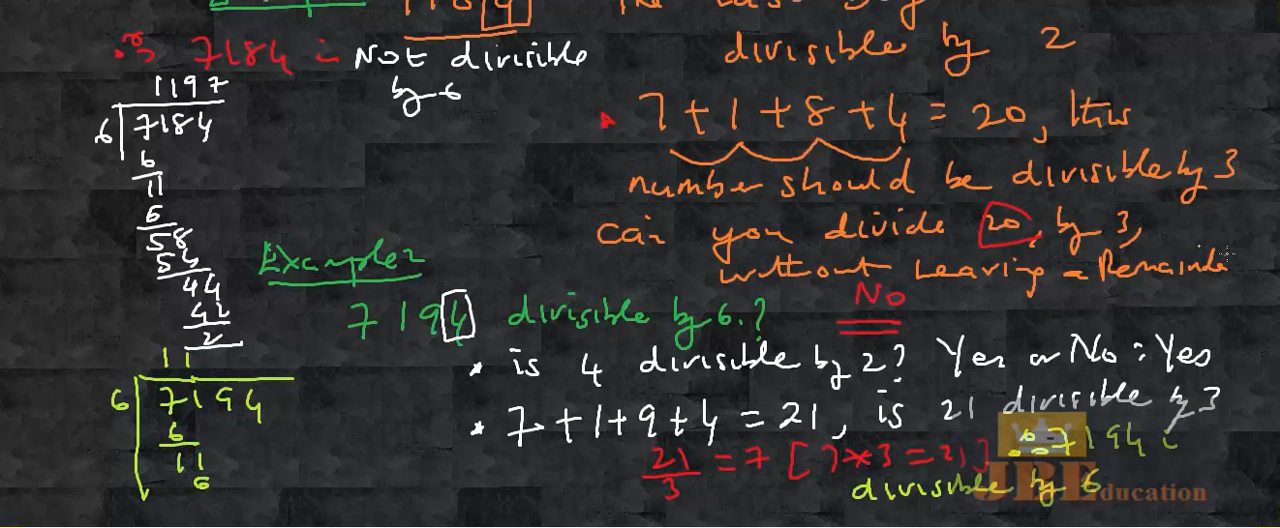 divisible by 2
∴ 7184 is Not divisible
by 6
1197
6 7184
6
11
6
58
54
44
42
2
7+1+8+4 = 20, this
number should be divisible by 3
can you divide 20, by 3,
without Leaving a Remainde
No
Example 2
7194 divisible by 6.?
* is 4 divisible by 2? Yes or No: Yes
* 7+1+9+4 = 21, is 21 divisible by 3
21/3 = 7 [7×3=21] ∴ 7194 i
divisible by 6
11
6 7194
6
11
6
JBEducation